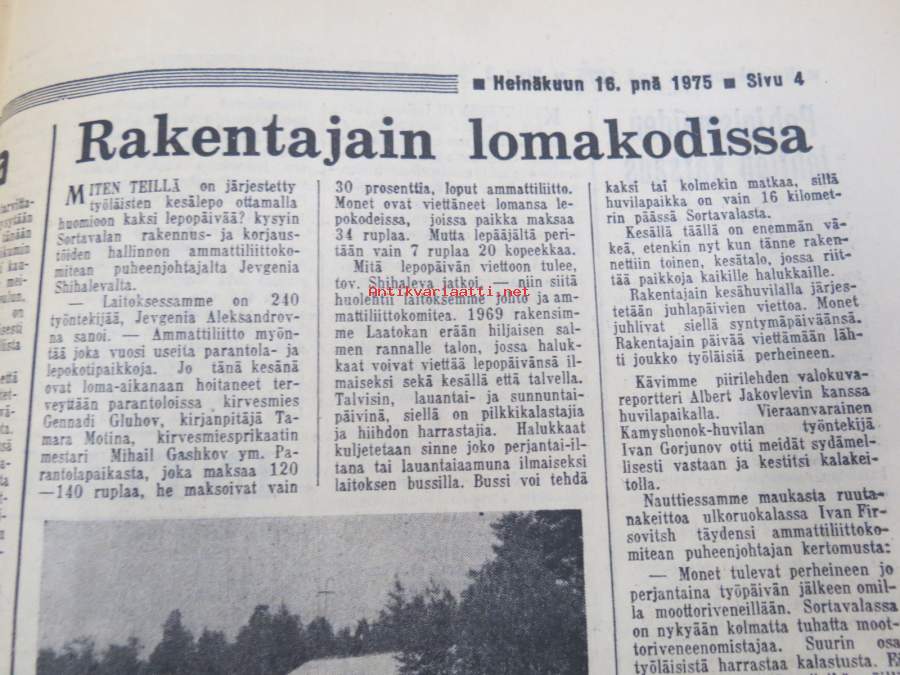 ■ Heinäkuun 16. pnä 1975 ■ Sivu 4
Rakentajain lomakodissa
MITEN TEILLÄ on järjestetty
työläisten kesälepo ottamalla
huomioon kaksi lepopäivää? kysyin
Sortavalan rakennus- ja korjaus-
töiden hallinnon ammattiliittoko-
mitean puheenjohtajalta Jevgenia
Shihalevalta.
— Laitoksessamme on 240
työntekijää, Jevgenia Aleksandrov-
na sanoi. — Ammattiliitto myön-
tää joka vuosi useita parantola- ja
lepokotipaikkoja. Jo tänä kesänä
ovat loma-aikanaan hoitaneet ter-
veyttään parantoloissa kirvesmies
Gennadi Gluhov, kirjanpitäjä Ta-
mara Motina, kirvesmiesprikaatin
mestari Mihail Gashkov ym. Pa-
rantolapaikasta, joka maksaa 120
—140 ruplaa, he maksoivat vain
30 prosenttia, loput ammattiliitto.
Monet ovat viettäneet lomansa le-
pokodeissa, joissa paikka maksaa
34 ruplaa. Mutta lepääjältä peri-
tään vain 7 ruplaa 20 kopeekkaa.
Mitä lepopäivän viettoon tulee,
tov. Shihaleva jatkoi, — niin siitä
huolehtii laitoksemme johto ja am-
mattiliittokomitea. 1969 rakensim-
me Laatokan erään hiljaisen sal-
men rannalle talon, jossa haluk-
kaat voivat viettää lepopäivänsä il-
maiseksi sekä kesällä että talvella.
Talvisin, lauantai- ja sunnuntai-
päivinä, siellä on pilkkikalastajia
ja hiihdon harrastajia. Halukkaat
kuljetetaan sinne joko perjantai-il-
tana tai lauantaiaamuna ilmaiseksi
laitoksen bussilla. Bussi voi tehdä
kaksi tai kolmekin matkaa, sillä
huvilapaikka on vain 16 kilomet-
rin päässä Sortavalasta.
Kesällä täällä on enemmän vä-
keä, etenkin nyt kun tänne raken-
nettiin toinen, kesätalo, jossa riit-
tää paikkoja kaikille halukkaille.
Rakentajain kesähuvilalla järjes-
tetään juhlapäivien viettoa. Monet
juhlivat siellä syntymäpäiväänsä.
Rakentajain päivää viettämään läh-
ti joukko työläisiä perheineen.
Kävimme piirilehden valokuva-
reportteri Albert Jakovlevin kanssa
huvilapaikalla. Vieraanvarainen
Kamyshonok-huvilan työntekijä
Ivan Gorjunov otti meidät sydämel-
lisesti vastaan ja kestitsi kalakei-
tolla.
Nauttiessamme maukasta ruuta-
nakeittoa ulkoruokalassa Ivan Fir-
sovitsh täydensi ammattiliittoko-
mitean puheenjohtajan kertomusta:
— Monet tulevat perheineen jo
perjantaina työpäivän jälkeen omil-
la moottoriveneillään. Sortavalassa
on nykyään kolmatta tuhatta moot-
toriveneenomistajaa. Suurin osa
työläisistä harrastaa kalastusta. Ei
antikvariaatti.net